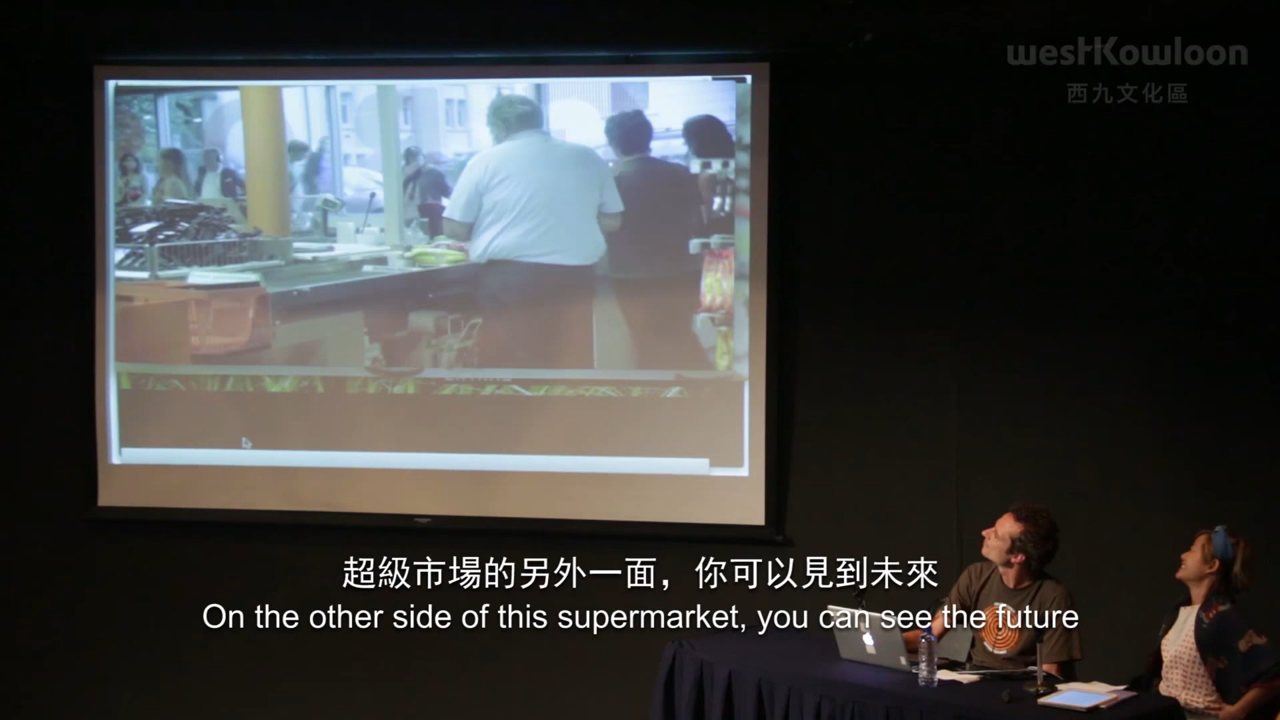 westKowloon
西九文化區
超級市場的另外一面，你可以見到未來
On the other side of this supermarket, you can see the future